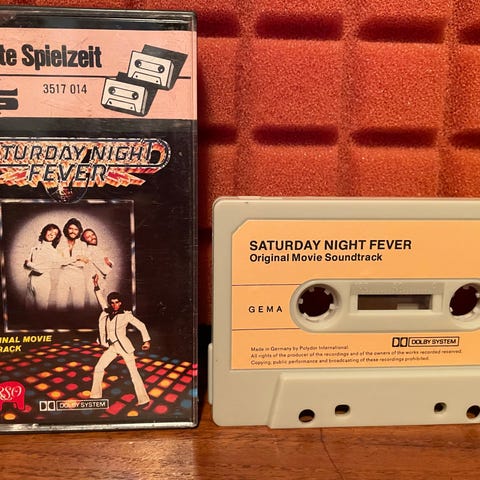 te Spielzeit
3517 014
TURDAY NIGHT
FEVER
INAL MOVIE
RACK
RSO
DOLBY SYSTEM
SATURDAY NIGHT FEVER
Original Movie Soundtrack
GEMA
DOLBY SYSTEM
Made in Germany by Polydor International.
All rights of the producer of the recordings and of the owners of the works recorded reserved.
Copying, public performance and broadcasting of these recordings prohibited.